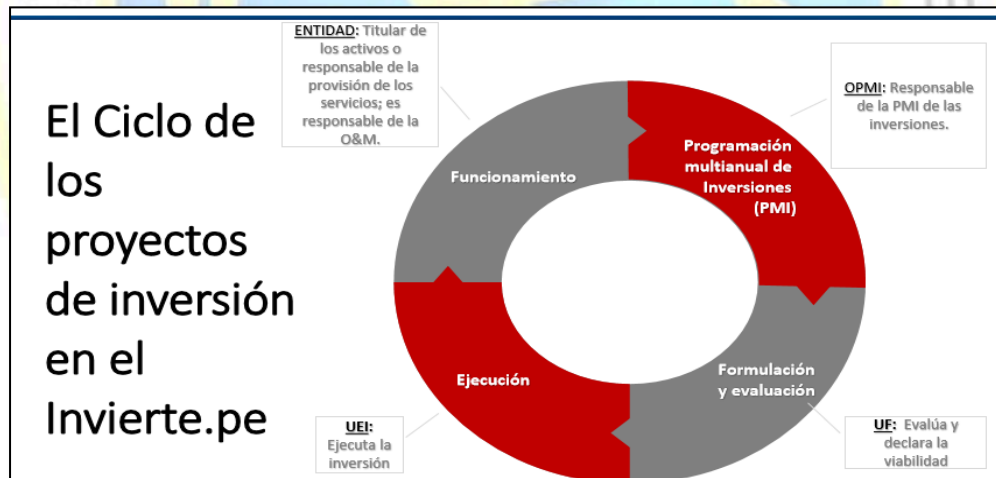 El Ciclo de
los
proyectos
de inversión
en el
Invierte.pe
ENTIDAD: Titular de
los activos o
responsable de la
provisión de los
servicios; es
responsable de la
O&M.
OPMI: Responsable
de la PMI de las
inversiones.
Programación
multianual de
Inversiones
(PMI)
Funcionamiento
Formulación
y evaluación
Ejecución
UEI:
Ejecuta la
inversión
UF: Evalúa y
declara la
viabilidad